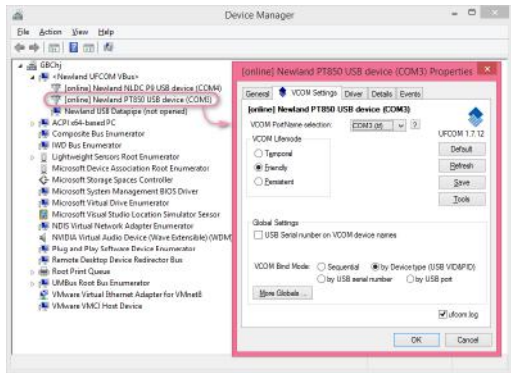 Device Manager
File Action View Help
GBChj
<Newland UFCOM VBus>
[online] Newland NLDC P9 USB device (COM4)
[online] Newland PT850 USB device (COM3)
Newland USB Datapipe (not opened)
ACPI x64-based PC
Composite Bus Enumerator
IWD Bus Enumerator
Lightweight Sensors Root Enumerator
Microsoft Device Association Root Enumerator
Microsoft Storage Spaces Controller
Microsoft System Management BIOS Driver
Microsoft Virtual Drive Enumerator
Microsoft Visual Studio Location Simulator Sensor
NDIS Virtual Network Adapter Enumerator
NVIDIA Virtual Audio Device (Wave Extensible) (WDM)
Plug and Play Software Device Enumerator
Remote Desktop Device Redirector Bus
Root Print Queue
UMBus Root Bus Enumerator
VMware Virtual Ethernet Adapter for VMnet8
VMware VMCI Host Device
[online] Newland PT850 USB device (COM3) Properties
General VCOM Settings Driver Details Events
[online] Newland PT850 USB device (COM3)
VCOM PortName selection: COM3 (#) ?
UFCOM 1.7.12
VCOM Lifemode
Temporal
Friendly
Persistent
Default
Refresh
Save
Tools
Global Settings
USB Serial number on VCOM device names
VCOM Bind Mode: Sequential by Device type (USB VID&PID)
by USB serial number by USB port
More Globals ...
ufcom.log
OK Cancel